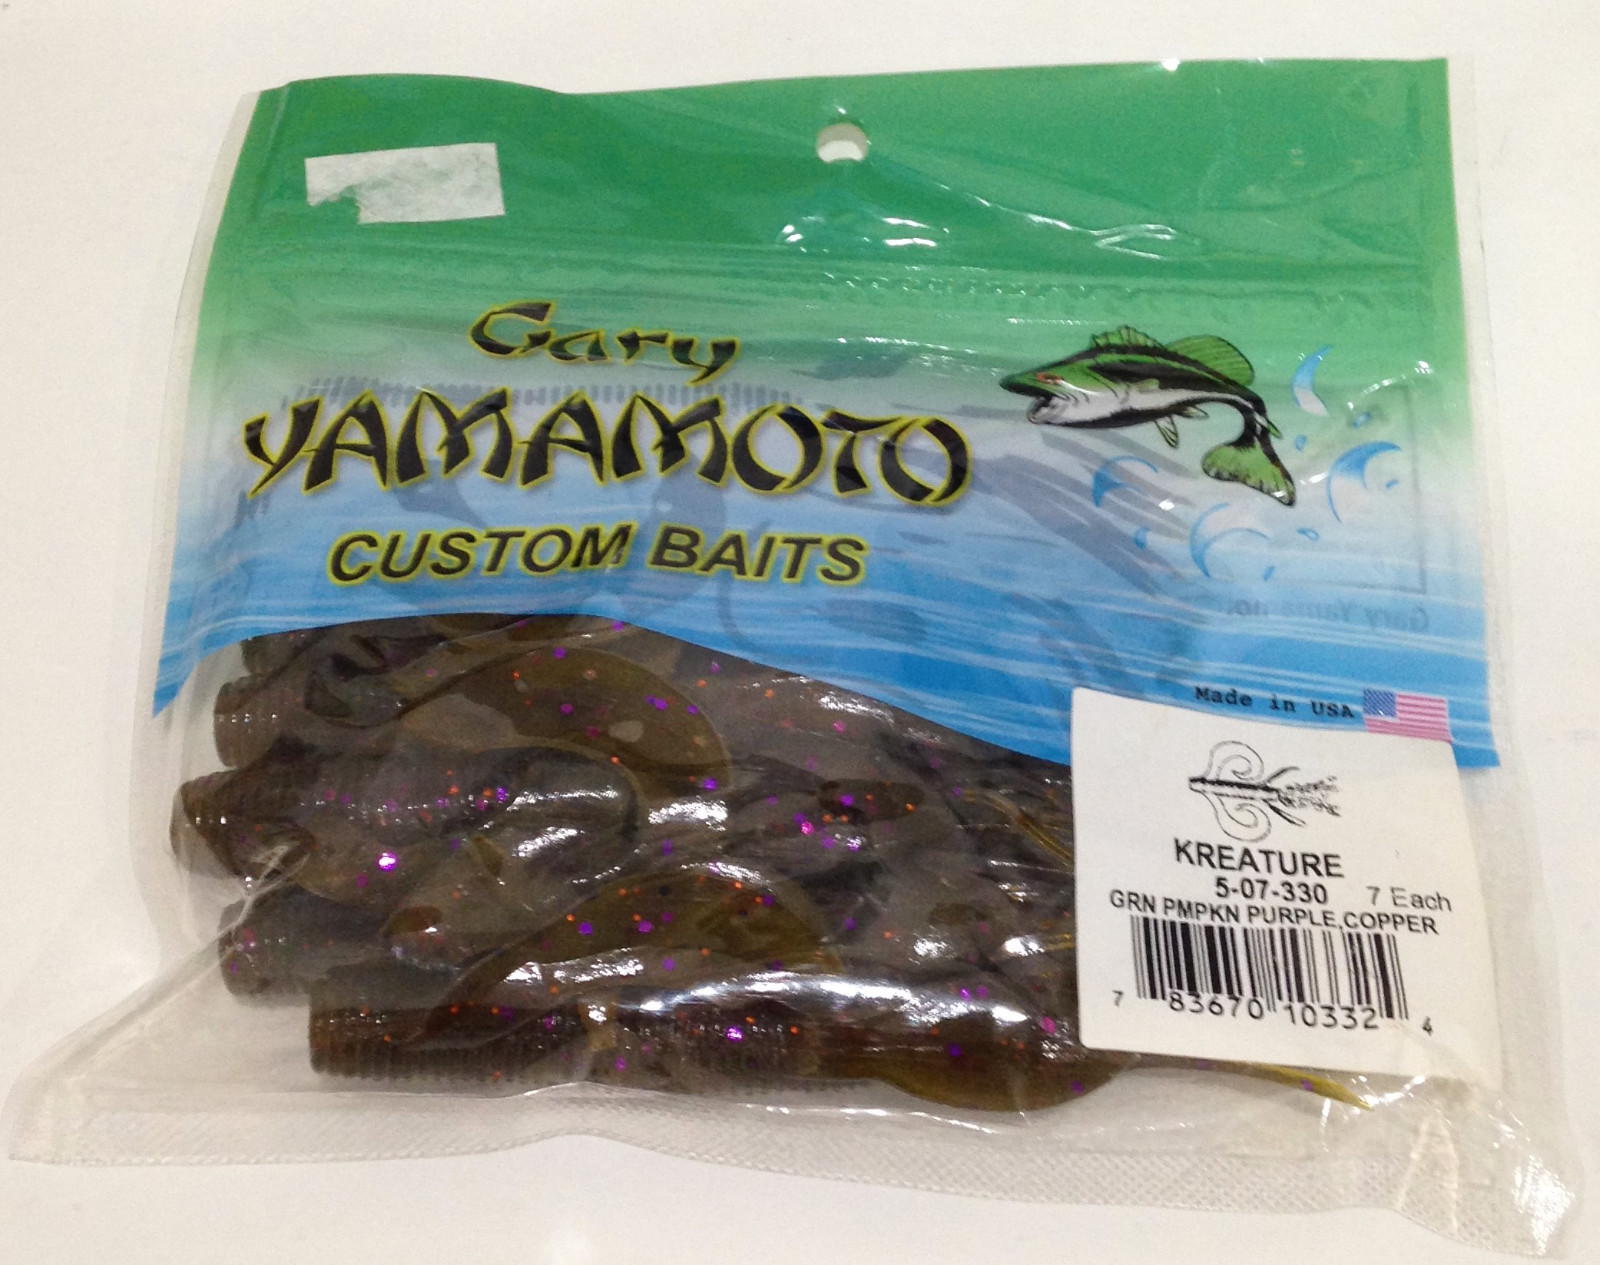 Gary
YAMAMOTO
CUSTOM BAITS
Made in USA
KREATURE
5-07-330 7 Each
GRN PMPKN PURPLE,COPPER
7 83670 10332 4